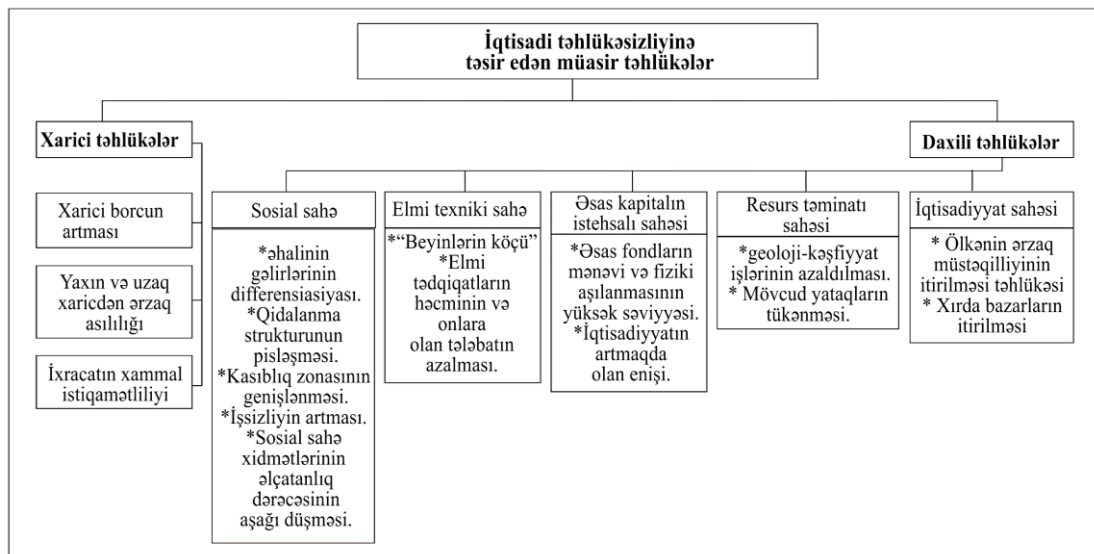 İqtisadi təhlükəsizliyinə
təsir edən müasir təhlükələr
Xarici təhlükələr
Daxili təhlükələr
Xarici borcun
artması
Yaxın və uzaq
xaricdən ərzaq
asılılığı
İxracatın xammal
istiqamətliliyi
Sosial sahə
*əhalinin
gəlirlərinin
differensiasiyası.
*Qidalanma
strukturunun
pisləşməsi.
*Kasıblıq zonasının
genişlənməsi.
*İşsizliyin artması.
*Sosial sahə
xidmətlərinin
əlçatanlıq
dərəcəsinin
aşağı düşməsi.
Elmi texniki sahə
*“Beyinlərin köçü”
*Elmi
tədqiqatların
həcminin və
onlara
olan tələbatın
azalması.
Əsas kapitalın
istehsalı sahəsi
*Əsas fondların
mənəvi və fiziki
aşılanmasının
yüksək səviyyəsi.
*İqtisadiyyatın
artmaqda
olan enişi.
Resurs təminatı
sahəsi
*geoloji-kəşfiyyat
işlərinin azaldılması.
* Mövcud yataqların
tükənməsi.
İqtisadiyyat sahəsi
* Ölkənin ərzaq
müstəqilliyinin
itirilməsi təhlükəsi
* Xırda bazarların
itirilməsi